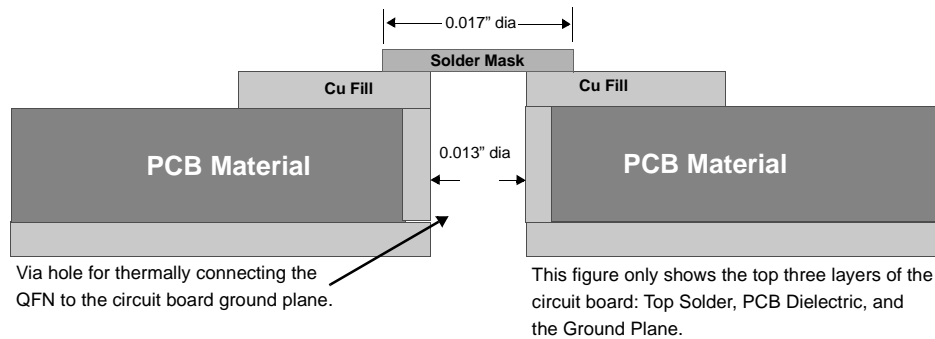 0.017” dia
Solder Mask
Cu Fill
Cu Fill
PCB Material
0.013” dia
PCB Material
Via hole for thermally connecting the
QFN to the circuit board ground plane.
This figure only shows the top three layers of the
circuit board: Top Solder, PCB Dielectric, and
the Ground Plane.